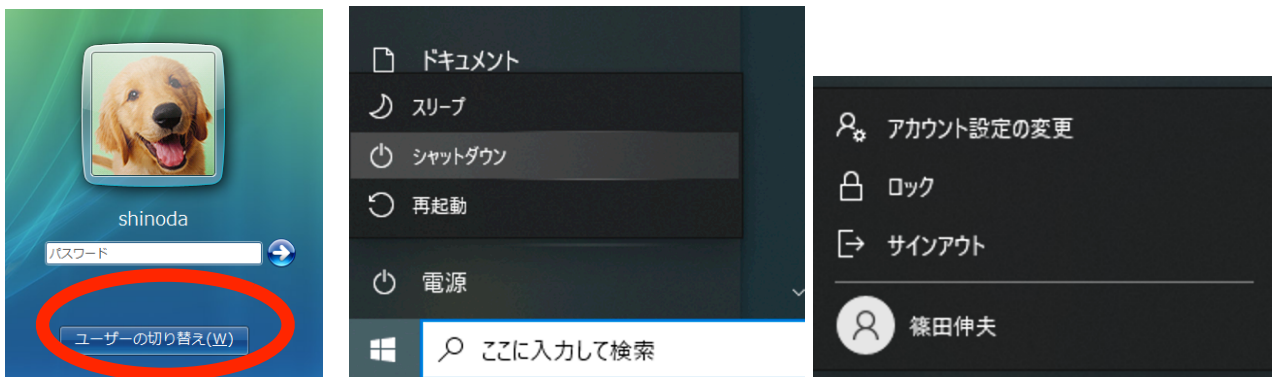 shinoda
パスワード
ユーザーの切り替え(W)
ドキュメント
スリープ
シャットダウン
再起動
電源
ここに入力して検索
アカウント設定の変更
ロック
サインアウト
篠田伸夫